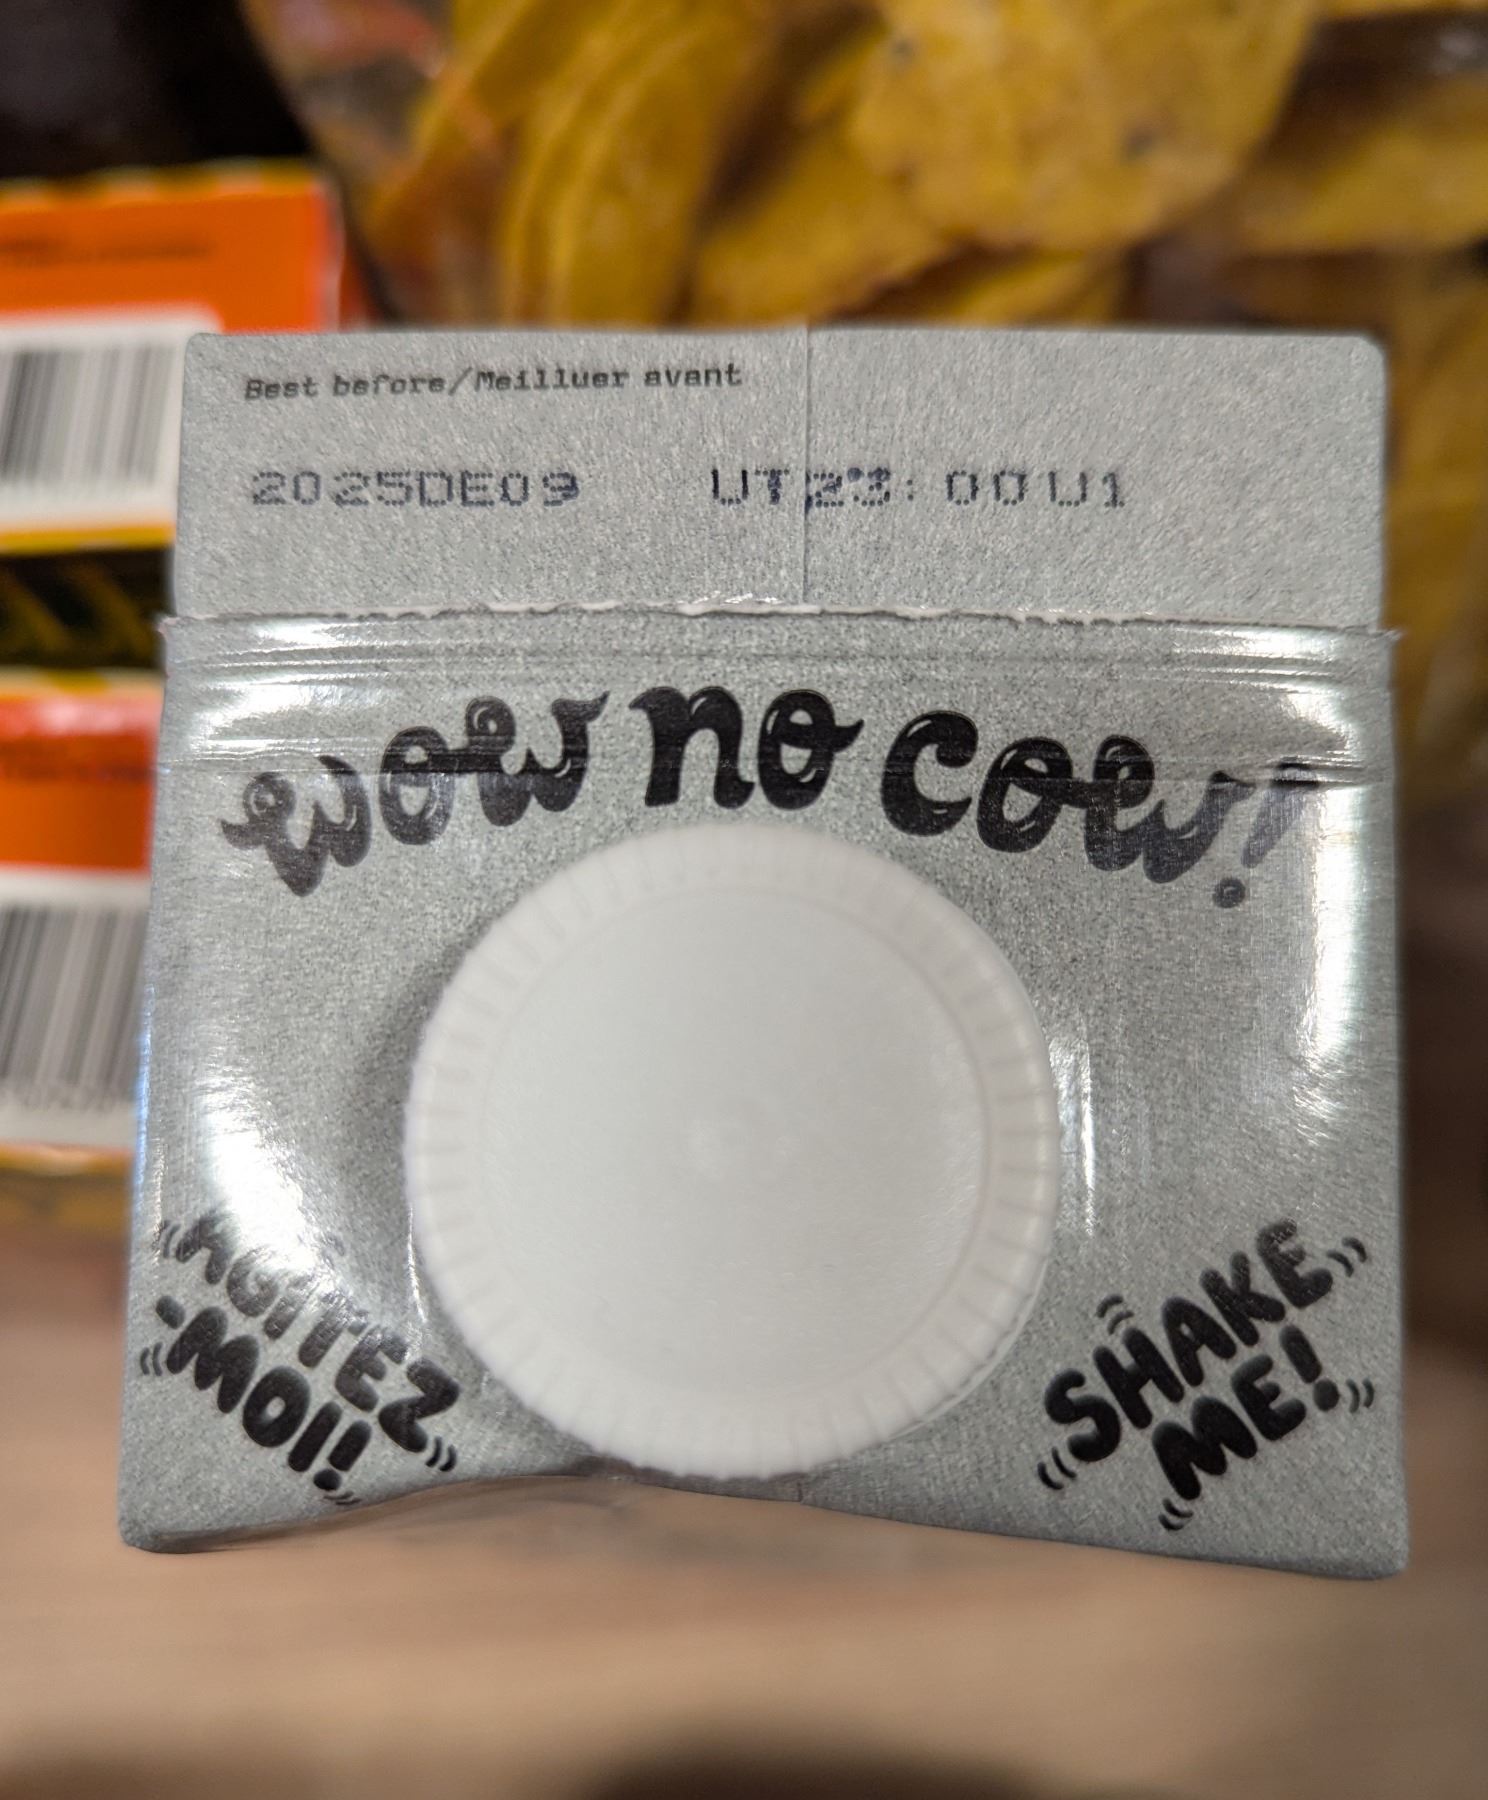 Best before/Meilluer avant
2025DE09 UT23:00U1
wow no cow!
AGITEZ
-MOI!
SHAKE
ME!